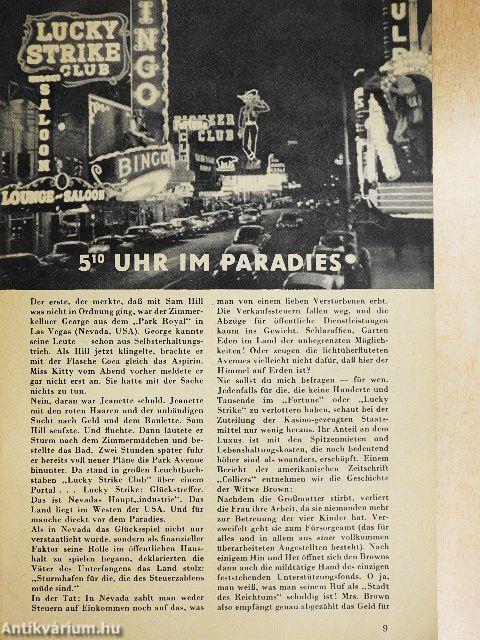 LUCKY
STRIKE
CLUB
SALOON
BINGO
BINGO
LOUNGE-SALOON
PIONEER
CLUB
5¹⁰ UHR IM PARADIES
Der erste, der merkte, daß mit Sam Hill
was nicht in Ordnung ging, war der Zimmer-
kellner George aus dem „Park Royal" in
Las Vegas (Nevada, USA). George kannte
seine Leute — schon aus Selbsterhaltungs-
trieb. Als Hill jetzt klingelte, brachte er
mit der Flasche Coca gleich das Aspirin.
Miss Kitty vom Abend vorher meldete er
gar nicht erst an. Sie hatte mit der Sache
nichts zu tun.
Nein, daran war Jeanette schuld. Jeanette
mit den roten Haaren und der unbändigen
Sucht nach Geld und dem Roulette. Sam
Hill seufzte. Und fluchte. Dann läutete er
Sturm nach dem Zimmermädchen und be-
stellte das Bad. Zwei Stunden später fuhr
er bereits voll neuer Pläne die Park Avenue
hinunter. Da stand in großen Leuchtbuch-
staben „Lucky Strike Club" über einem
Portal . . . Lucky Strike: Glückstreffer.
Das ist Nevadas Haupt„industrie". Das
Land liegt im Westen der USA. Und für
manche direkt vor dem Paradies.
Als in Nevada das Glücksspiel nicht nur
verstaatlicht wurde, sondern als finanzieller
Faktor seine Rolle im öffentlichen Haus-
halt zu spielen begann, deklarierten die
Väter des Unterfangens das Land stolz:
„Sturmhafen für die, die des Steuerzahlens
müde sind."
In der Tat: In Nevada zahlt man weder
Steuern auf Einkommen noch auf das, was
man von einem lieben Verstorbenen erbt.
Die Verkaufssteuern fallen weg, und die
Abzüge für öffentliche Dienstleistungen
kaum ins Gewicht. Schlaraffien, Garten
Eden im Land der unbegrenzten Möglich-
keiten! Oder zeugen die lichtüberfluteten
Avenues vielleicht nicht dafür, daß hier der
Himmel auf Erden ist?
Nie sollst du mich befragen — für wen.
Jedenfalls für die, die keine Hunderte und
Tausende im „Fortune" oder „Lucky
Strike" zu verlottern haben, schaut bei der
Zuteilung der Kasino-gezeugten Staats-
mittel nur wenig heraus. Ihr Anteil an dem
Luxus ist mit den Spitzenmieten und
Lebenshaltungskosten, die noch bedeutend
höher sind als woanders, erschöpft. Einem
Bericht der amerikanischen Zeitschrift
„Colliers" entnehmen wir die Geschichte
der Witwe Brown:
Nachdem die Großmutter stirbt, verliert
die Frau ihre Arbeit, da sie niemanden mehr
zur Betreuung der vier Kinder hat. Ver-
zweifelt geht sie zum Fürsorgeamt (das für
alles und in allem aus einer vollkommen
überarbeiteten Angestellten besteht). Nach
einigem Hin und Her öffnet sich den Browns
dann auch die mildtätige Hand des einzigen
feststehenden Unterstützungsfonds. O ja,
man weiß, was man seinem Ruf als „Stadt
des Reichtums" schuldig ist! Mrs. Brown
also empfängt genau abgezählt das Geld für
9
Antikvárium.hu